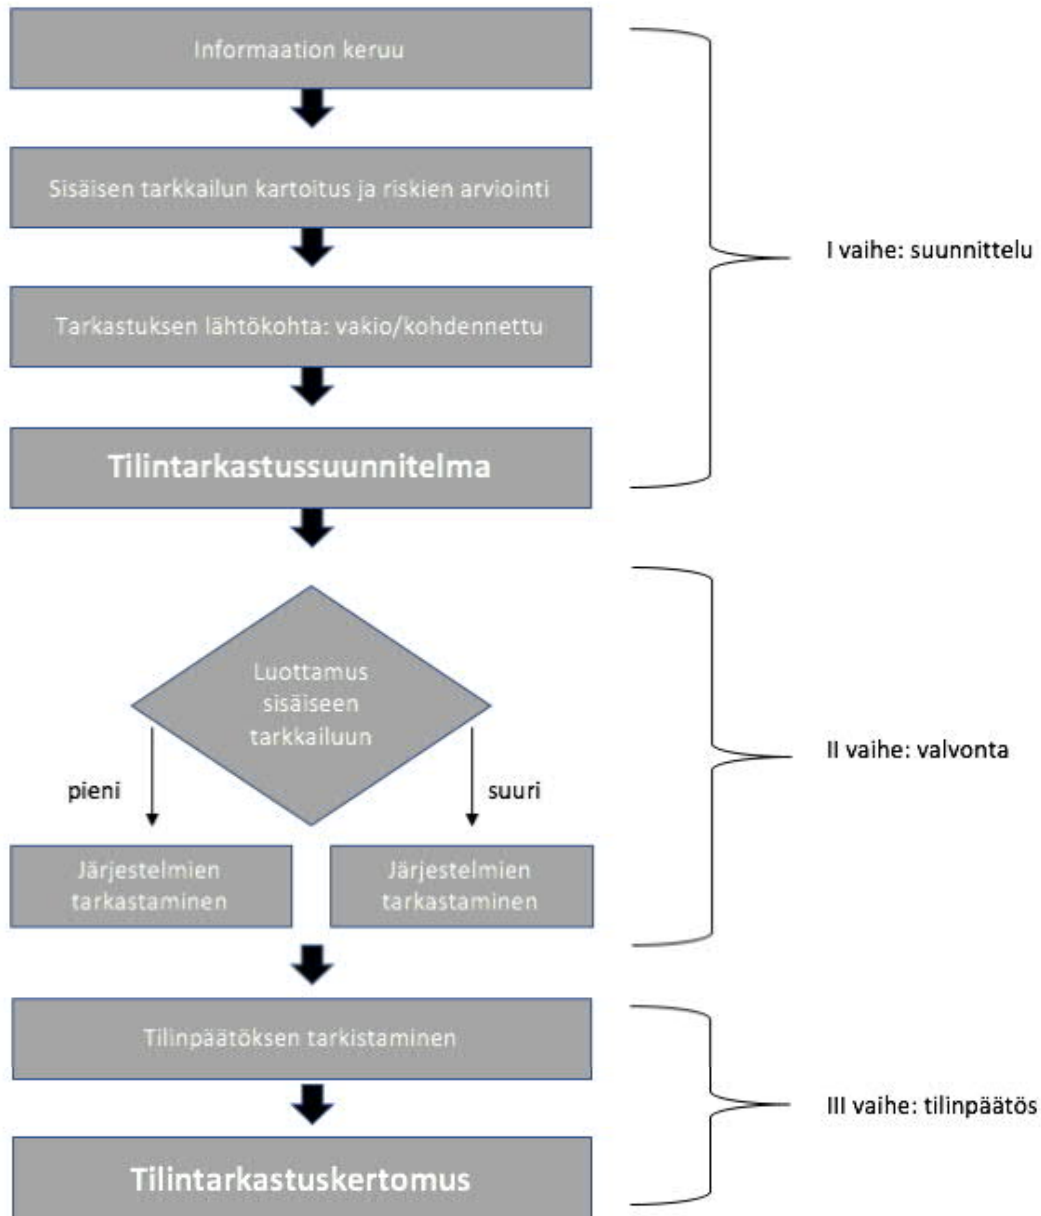 Informaation keruu
Sisäisen tarkkailun kartoitus ja riskien arviointi
I vaihe: suunnittelu
Tarkastuksen lähtökohta: vakio/kohdennettu
Tilintarkastussuunnitelma
Luottamus
sisäiseen
tarkkailuun
II vaihe: valvonta
pieni
suuri
Järjestelmien
tarkastaminen
Järjestelmien
tarkastaminen
Tilinpäätöksen tarkistaminen
III vaihe: tilinpäätös
Tilintarkastuskertomus